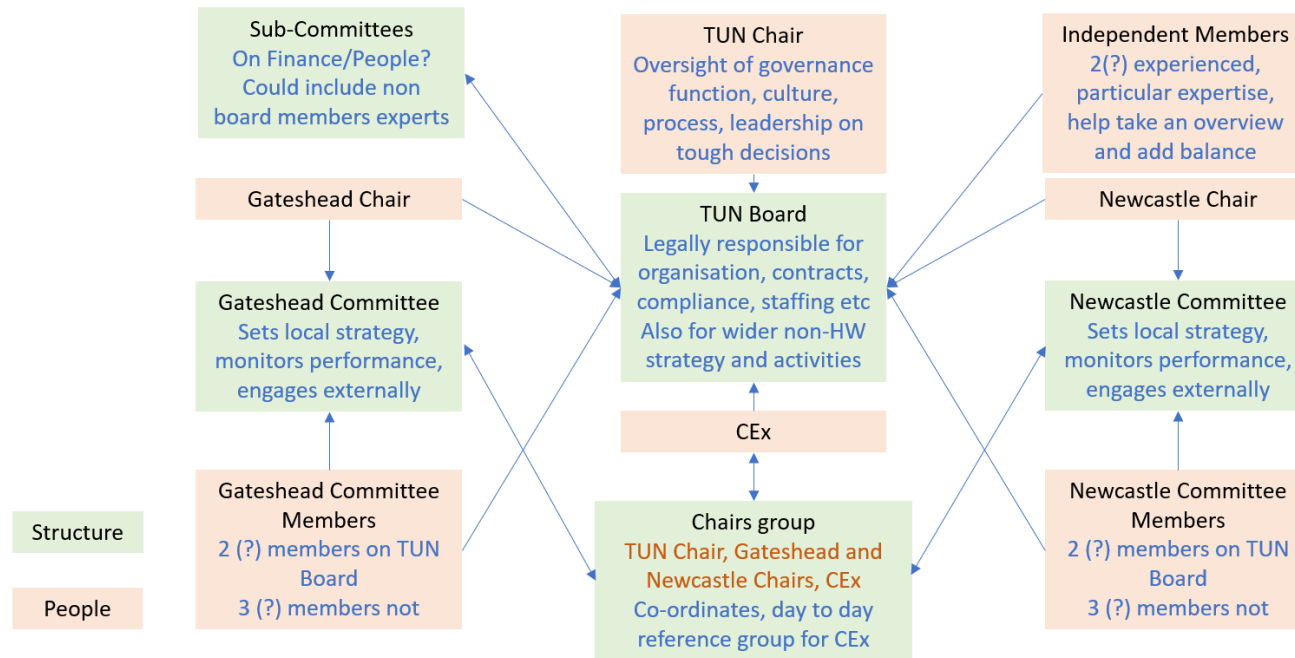 Sub-Committees
On Finance/People?
Could include non
board members experts
TUN Chair
Oversight of governance
function, culture,
process, leadership on
tough decisions
Independent Members
2(?) experienced,
particular expertise,
help take an overview
and add balance
Gateshead Chair
TUN Board
Legally responsible for
organisation, contracts,
compliance, staffing etc
Also for wider non-HW
strategy and activities
Newcastle Chair
Gateshead Committee
Sets local strategy,
monitors performance,
engages externally
Newcastle Committee
Sets local strategy,
monitors performance,
engages externally
CEx
Gateshead Committee
Members
2 (?) members on TUN
Board
3 (?) members not
Chairs group
TUN Chair, Gateshead and
Newcastle Chairs, CEx
Co-ordinates, day to day
reference group for CEx
Newcastle Committee
Members
2 (?) members on TUN
Board
3 (?) members not
Structure
People